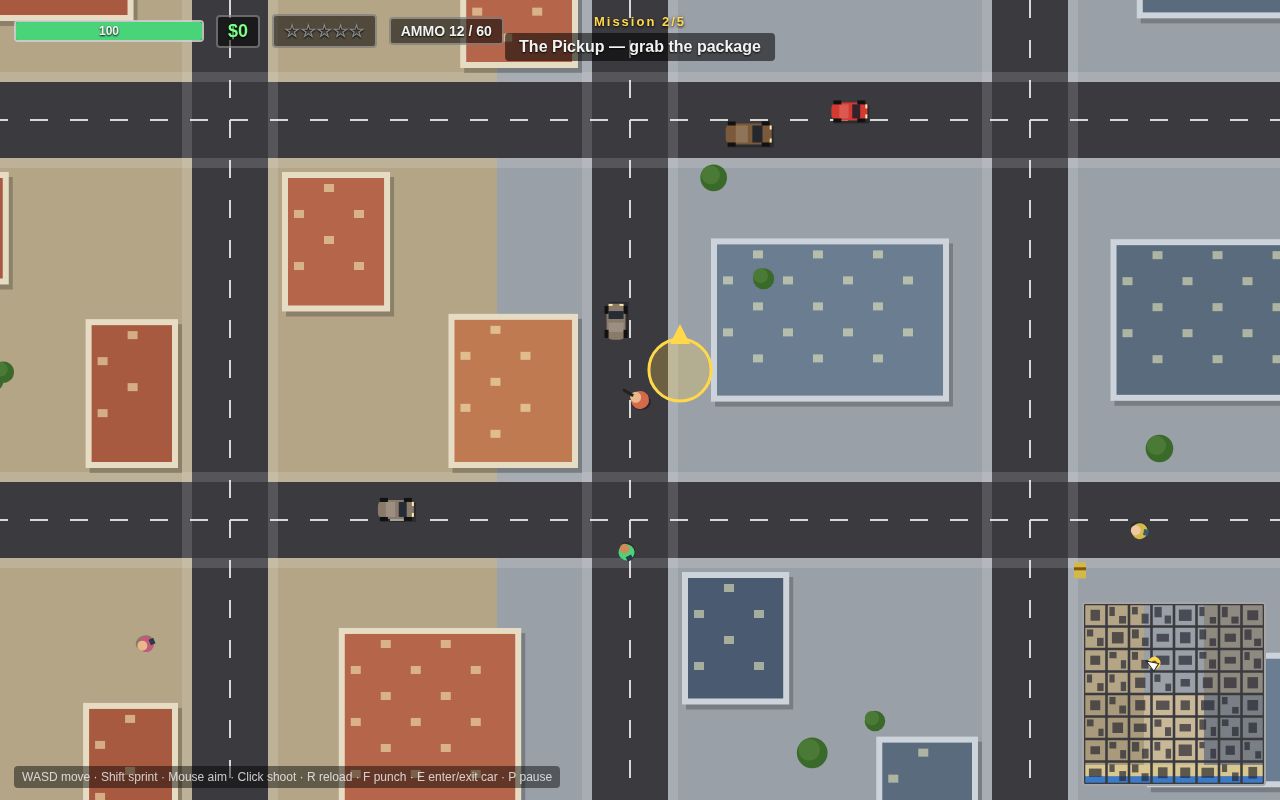 100
$0
☆☆☆☆☆
AMMO 12 / 60
Mission 2/5
The Pickup — grab the package
WASD move · Shift sprint · Mouse aim · Click shoot · R reload · F punch · E enter/exit car · P pause